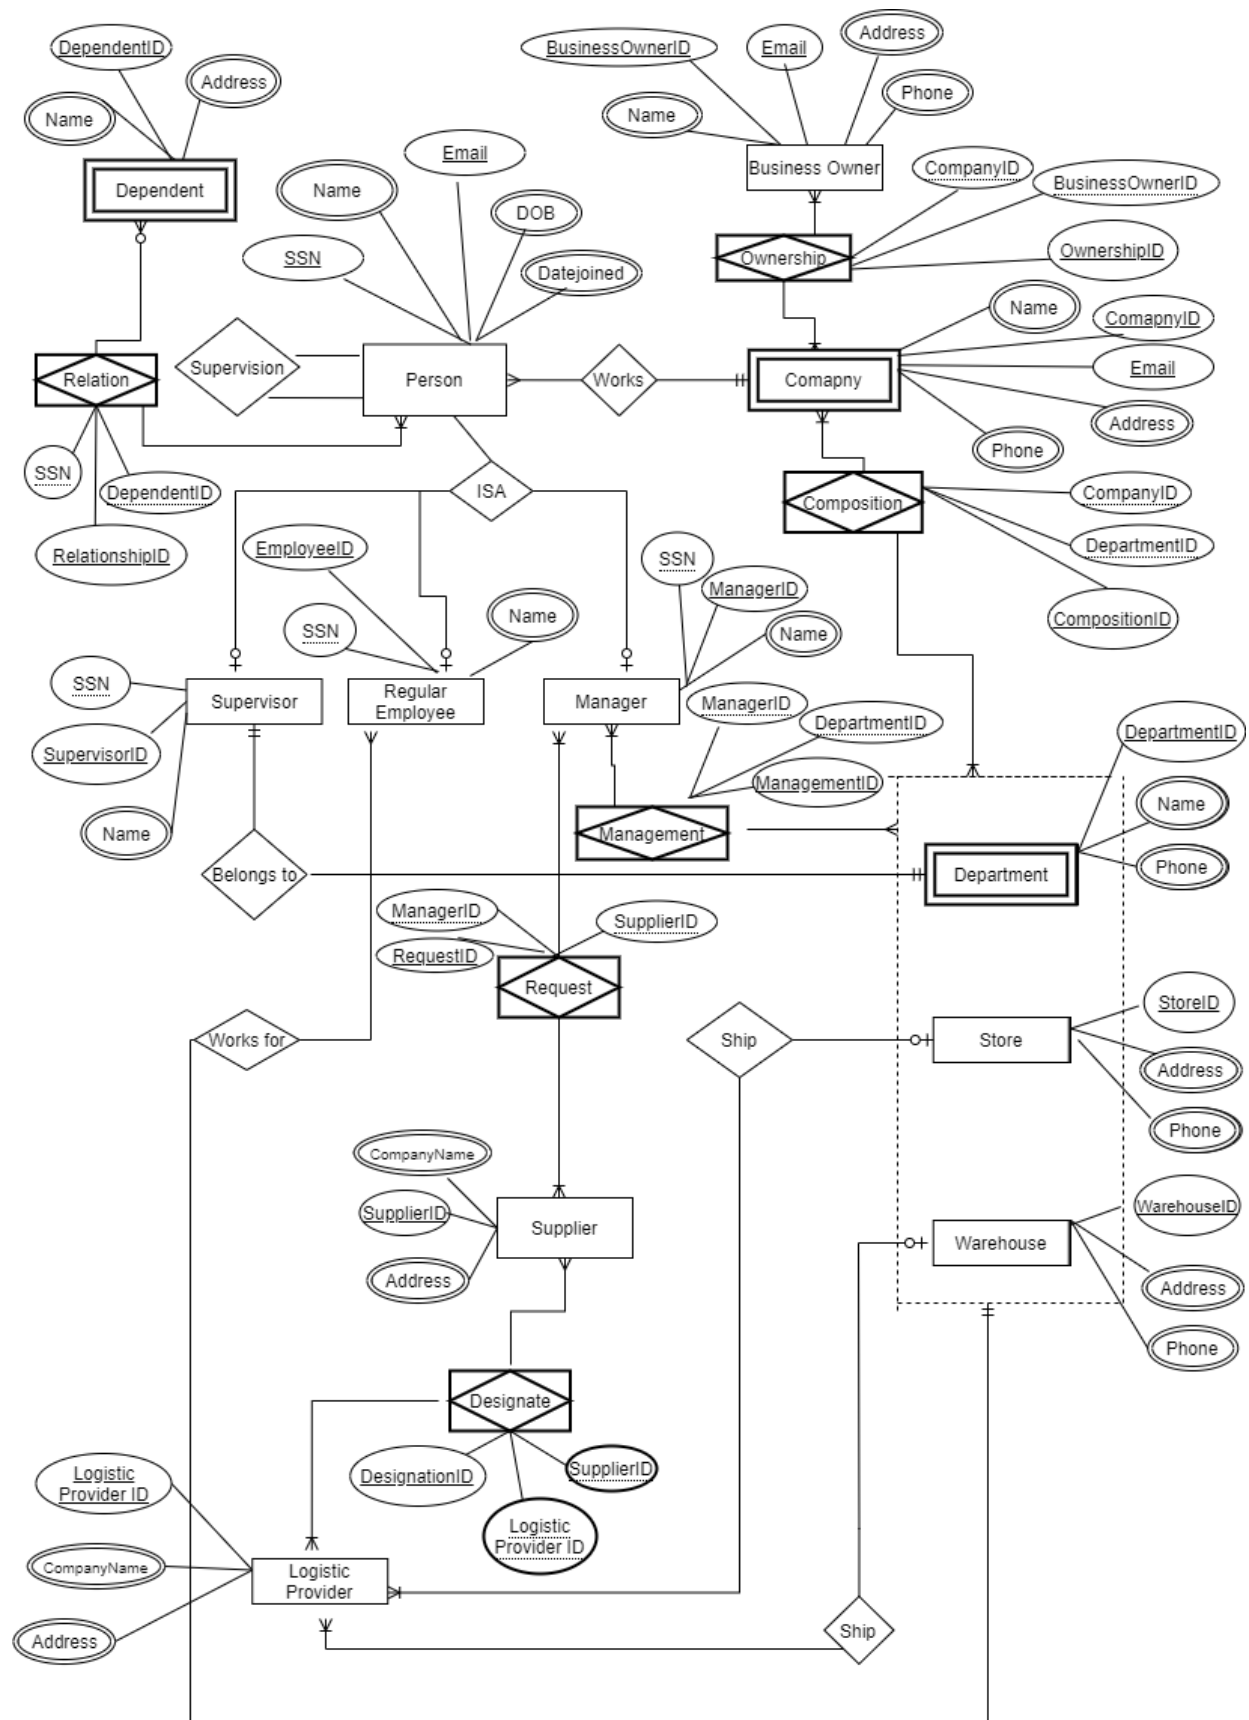 DependentID
Address
Name
Dependent
BusinessOwnerID
Email
Address
Phone
Name
Business Owner
Email
Name
DOB
SSN
Datejoined
CompanyID
BusinessOwnerID
Ownership
OwnershipID
Name
ComapnyID
Email
Address
Phone
Relation
Supervision
Person
Works
Comapny
SSN
DependentID
RelationshipID
ISA
Composition
CompanyID
DepartmentID
CompositionID
EmployeeID
SSN
Name
SSN
ManagerID
Name
SSN
SupervisorID
Name
Supervisor
Regular
Employee
Manager
ManagerID
DepartmentID
ManagementID
Management
DepartmentID
Name
Phone
Belongs to
Department
ManagerID
SupplierID
RequestID
Request
Works for
Ship
Store
StoreID
Address
Phone
CompanyName
SupplierID
Address
Supplier
Warehouse
WarehouseID
Address
Phone
Designate
DesignationID
SupplierID
Logistic
Provider ID
Logistic
Provider ID
CompanyName
Address
Logistic
Provider
Ship